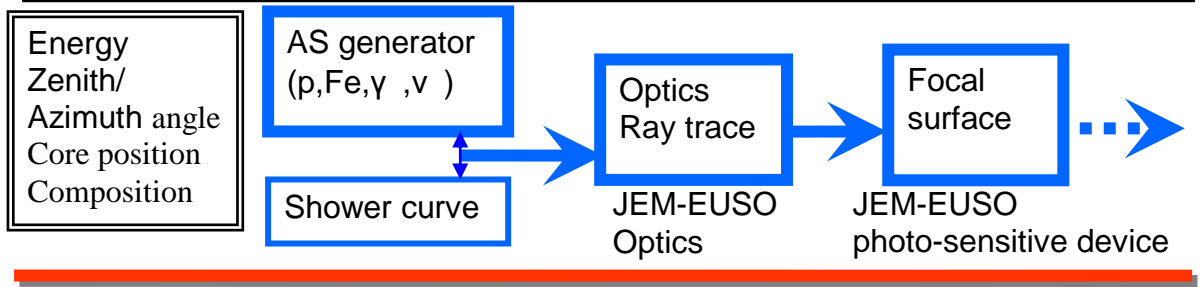 Energy
Zenith/
Azimuth angle
Core position
Composition
AS generator
(p,Fe,γ ,ν )
Shower curve
Optics
Ray trace
JEM-EUSO
Optics
Focal
surface
JEM-EUSO
photo-sensitive device